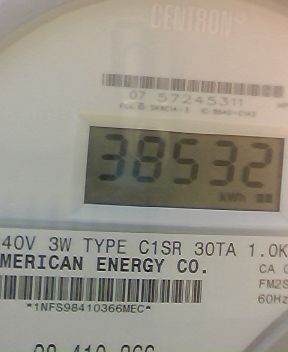 CENTRON®
07 57245311
38532
kWh
40V 3W TYPE C1SR 30TA 1.0K
MERICAN ENERGY CO.
CA
FM2S
60Hz
*1NFS98410366MEC*